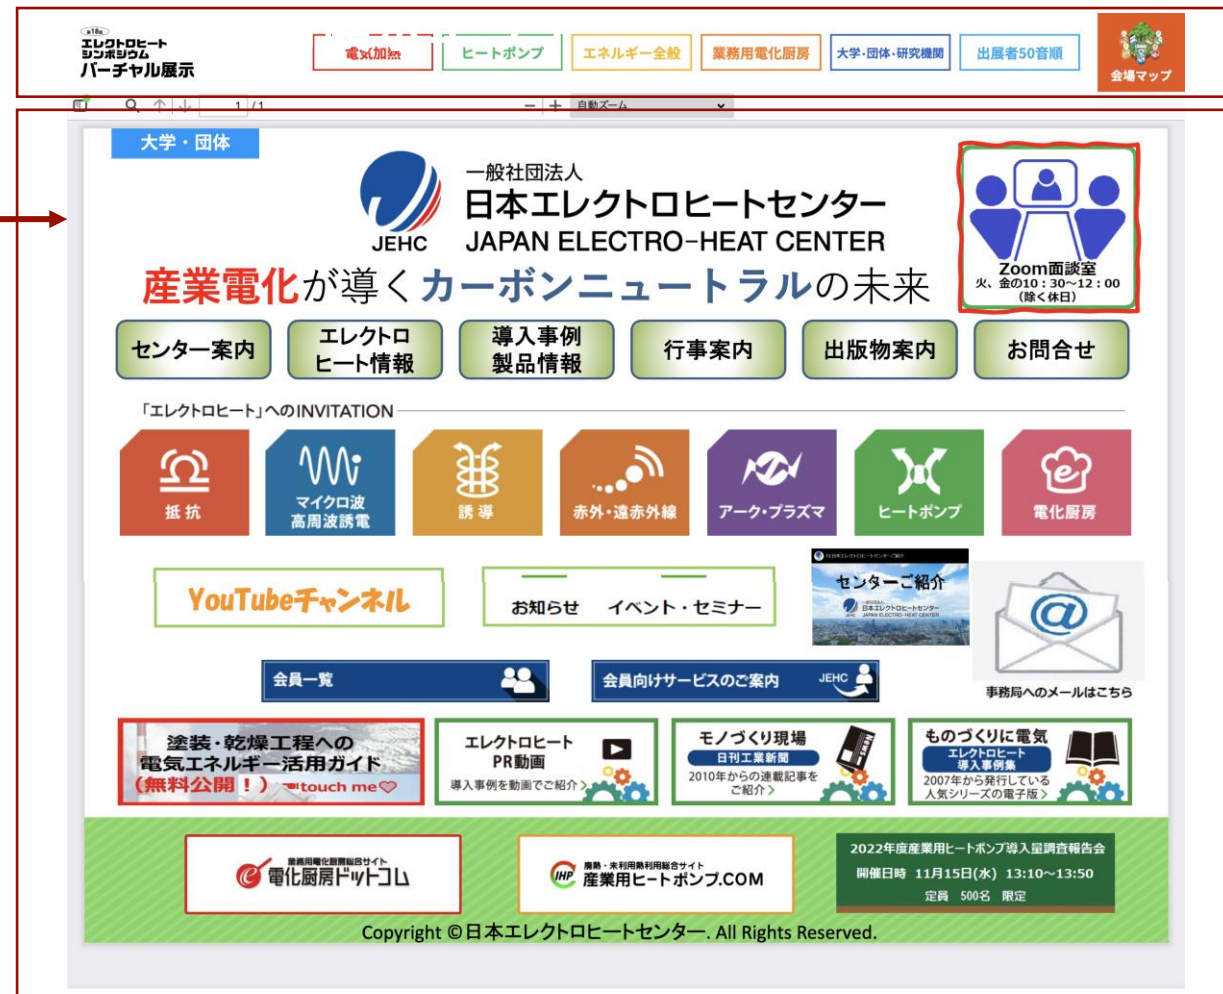 第18回
エレクトロヒート
シンポジウム
バーチャル展示
電気加熱
ヒートポンプ
エネルギー全般
業務用電化厨房
大学・団体・研究機関
出展者50音順
会場マップ
1 / 1
自動ズーム
大学・団体
JEHC
一般社団法人
日本エレクトロヒートセンター
JAPAN ELECTRO-HEAT CENTER
Zoom面談室
火、金の10:30～12:00
(除く休日)
産業電化が導くカーボンニュートラルの未来
センター案内
エレクトロ
ヒート情報
導入事例
製品情報
行事案内
出版物案内
お問合せ
「エレクトロヒート」へのINVITATION
抵抗
マイクロ波
高周波誘電
誘導
赤外・遠赤外線
アーク・プラズマ
ヒートポンプ
電化厨房
YouTubeチャンネル
お知らせ イベント・セミナー
センターご紹介
日本エレクトロヒートセンター
JAPAN ELECTRO-HEAT CENTER
JEHC
@
事務局へのメールはこちら
会員一覧
会員向けサービスのご案内
JEHC
塗装・乾燥工程への
電気エネルギー活用ガイド
(無料公開！) touch me♡
エレクトロヒート
PR動画
導入事例を動画でご紹介>
モノづくり現場
日刊工業新聞
2010年からの連載記事を
ご紹介>
News
ものづくりに電気
エレクトロヒート
導入事例集
2007年から発行している
人気シリーズの電子版>
業務用電化厨房総合サイト
電化厨房ドットコム
IHP
廃熱・未利用熱利用総合サイト
産業用ヒートポンプ.COM
2022年度産業用ヒートポンプ導入量調査報告会
開催日時 11月15日(水) 13:10～13:50
定員 500名 限定
Copyright ©日本エレクトロヒートセンター. All Rights Reserved.